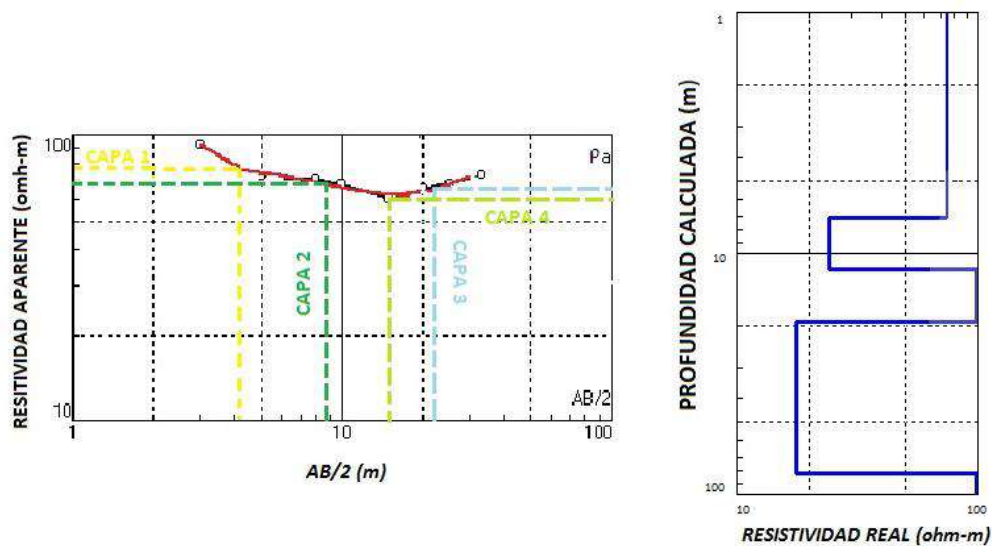 RESITIVIDAD APARENTE (omh-m)
100
10
CAPA 1
CAPA 2
CAPA 3
CAPA 4
Pa
AB/2
1
10
100
AB/2 (m)
PROFUNDIDAD CALCULADA (m)
1
10
100
10
100
RESISTIVIDAD REAL (ohm-m)